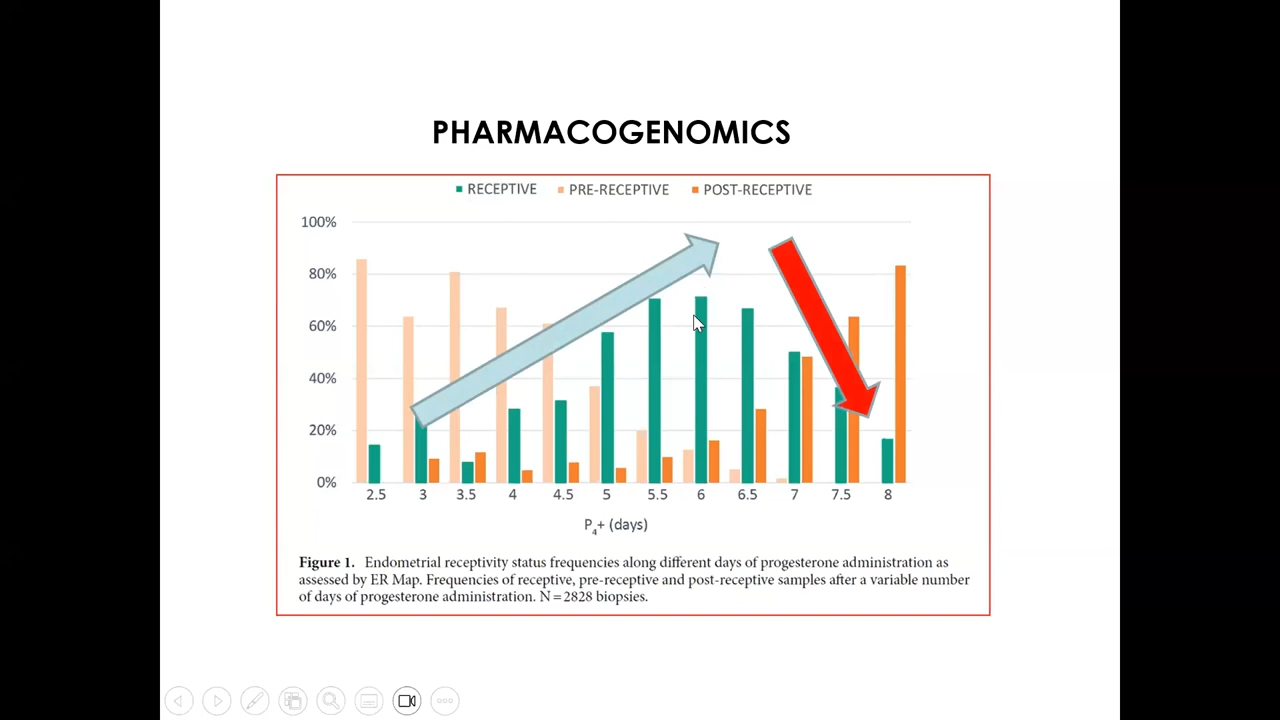 PHARMACOGENOMICS
RECEPTIVE PRE-RECEPTIVE POST-RECEPTIVE
100%
80%
60%
40%
20%
0%
2.5 3 3.5 4 4.5 5 5.5 6 6.5 7 7.5 8
P4+ (days)
Figure 1. Endometrial receptivity status frequencies along different days of progesterone administration as
assessed by ER Map. Frequencies of receptive, pre-receptive and post-receptive samples after a variable number
of days of progesterone administration. N=2828 biopsies.